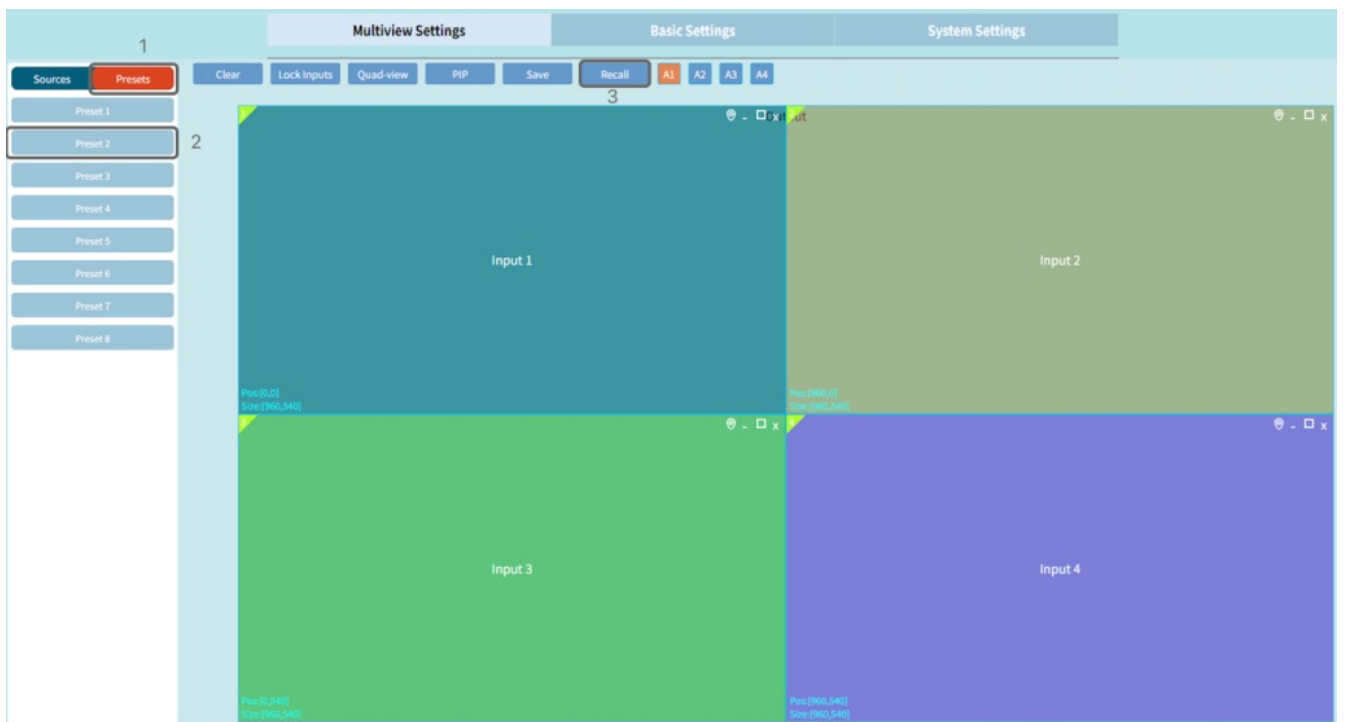 Multiview Settings Basic Settings System Settings
1
Sources Presets Clear Lock Inputs Quad-view PIP Save Recall A1 A2 A3 A4
3
Preset 1
Preset 2 2
Preset 3
Preset 4
Preset 5
Preset 6
Preset 7
Preset 8
1 x
x
Input 1 Input 2
Pos:[0,0] Pos:[960,0]
Size:[960,540] Size:[960,540]
3 x 4 x
Input 3 Input 4
Pos:[0,540] Pos:[960,540]
Size:[960,540] Size:[960,540]